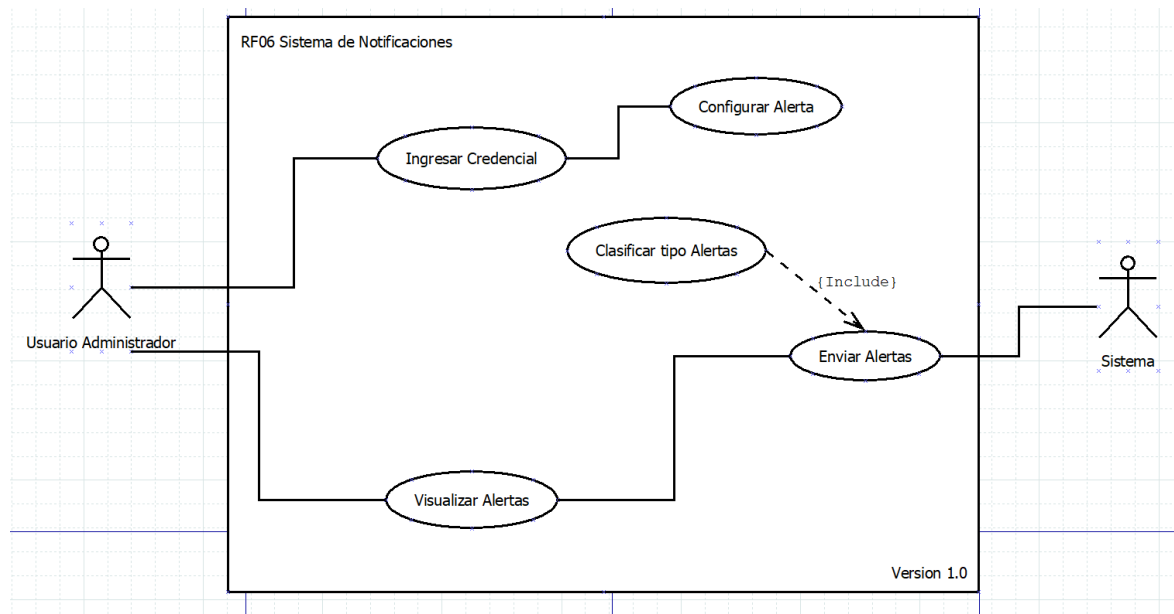 RF06 Sistema de Notificaciones
Configurar Alerta
Ingresar Credencial
Clasificar tipo Alertas
{Include}
Usuario Administrador
Enviar Alertas
Sistema
Visualizar Alertas
Version 1.0